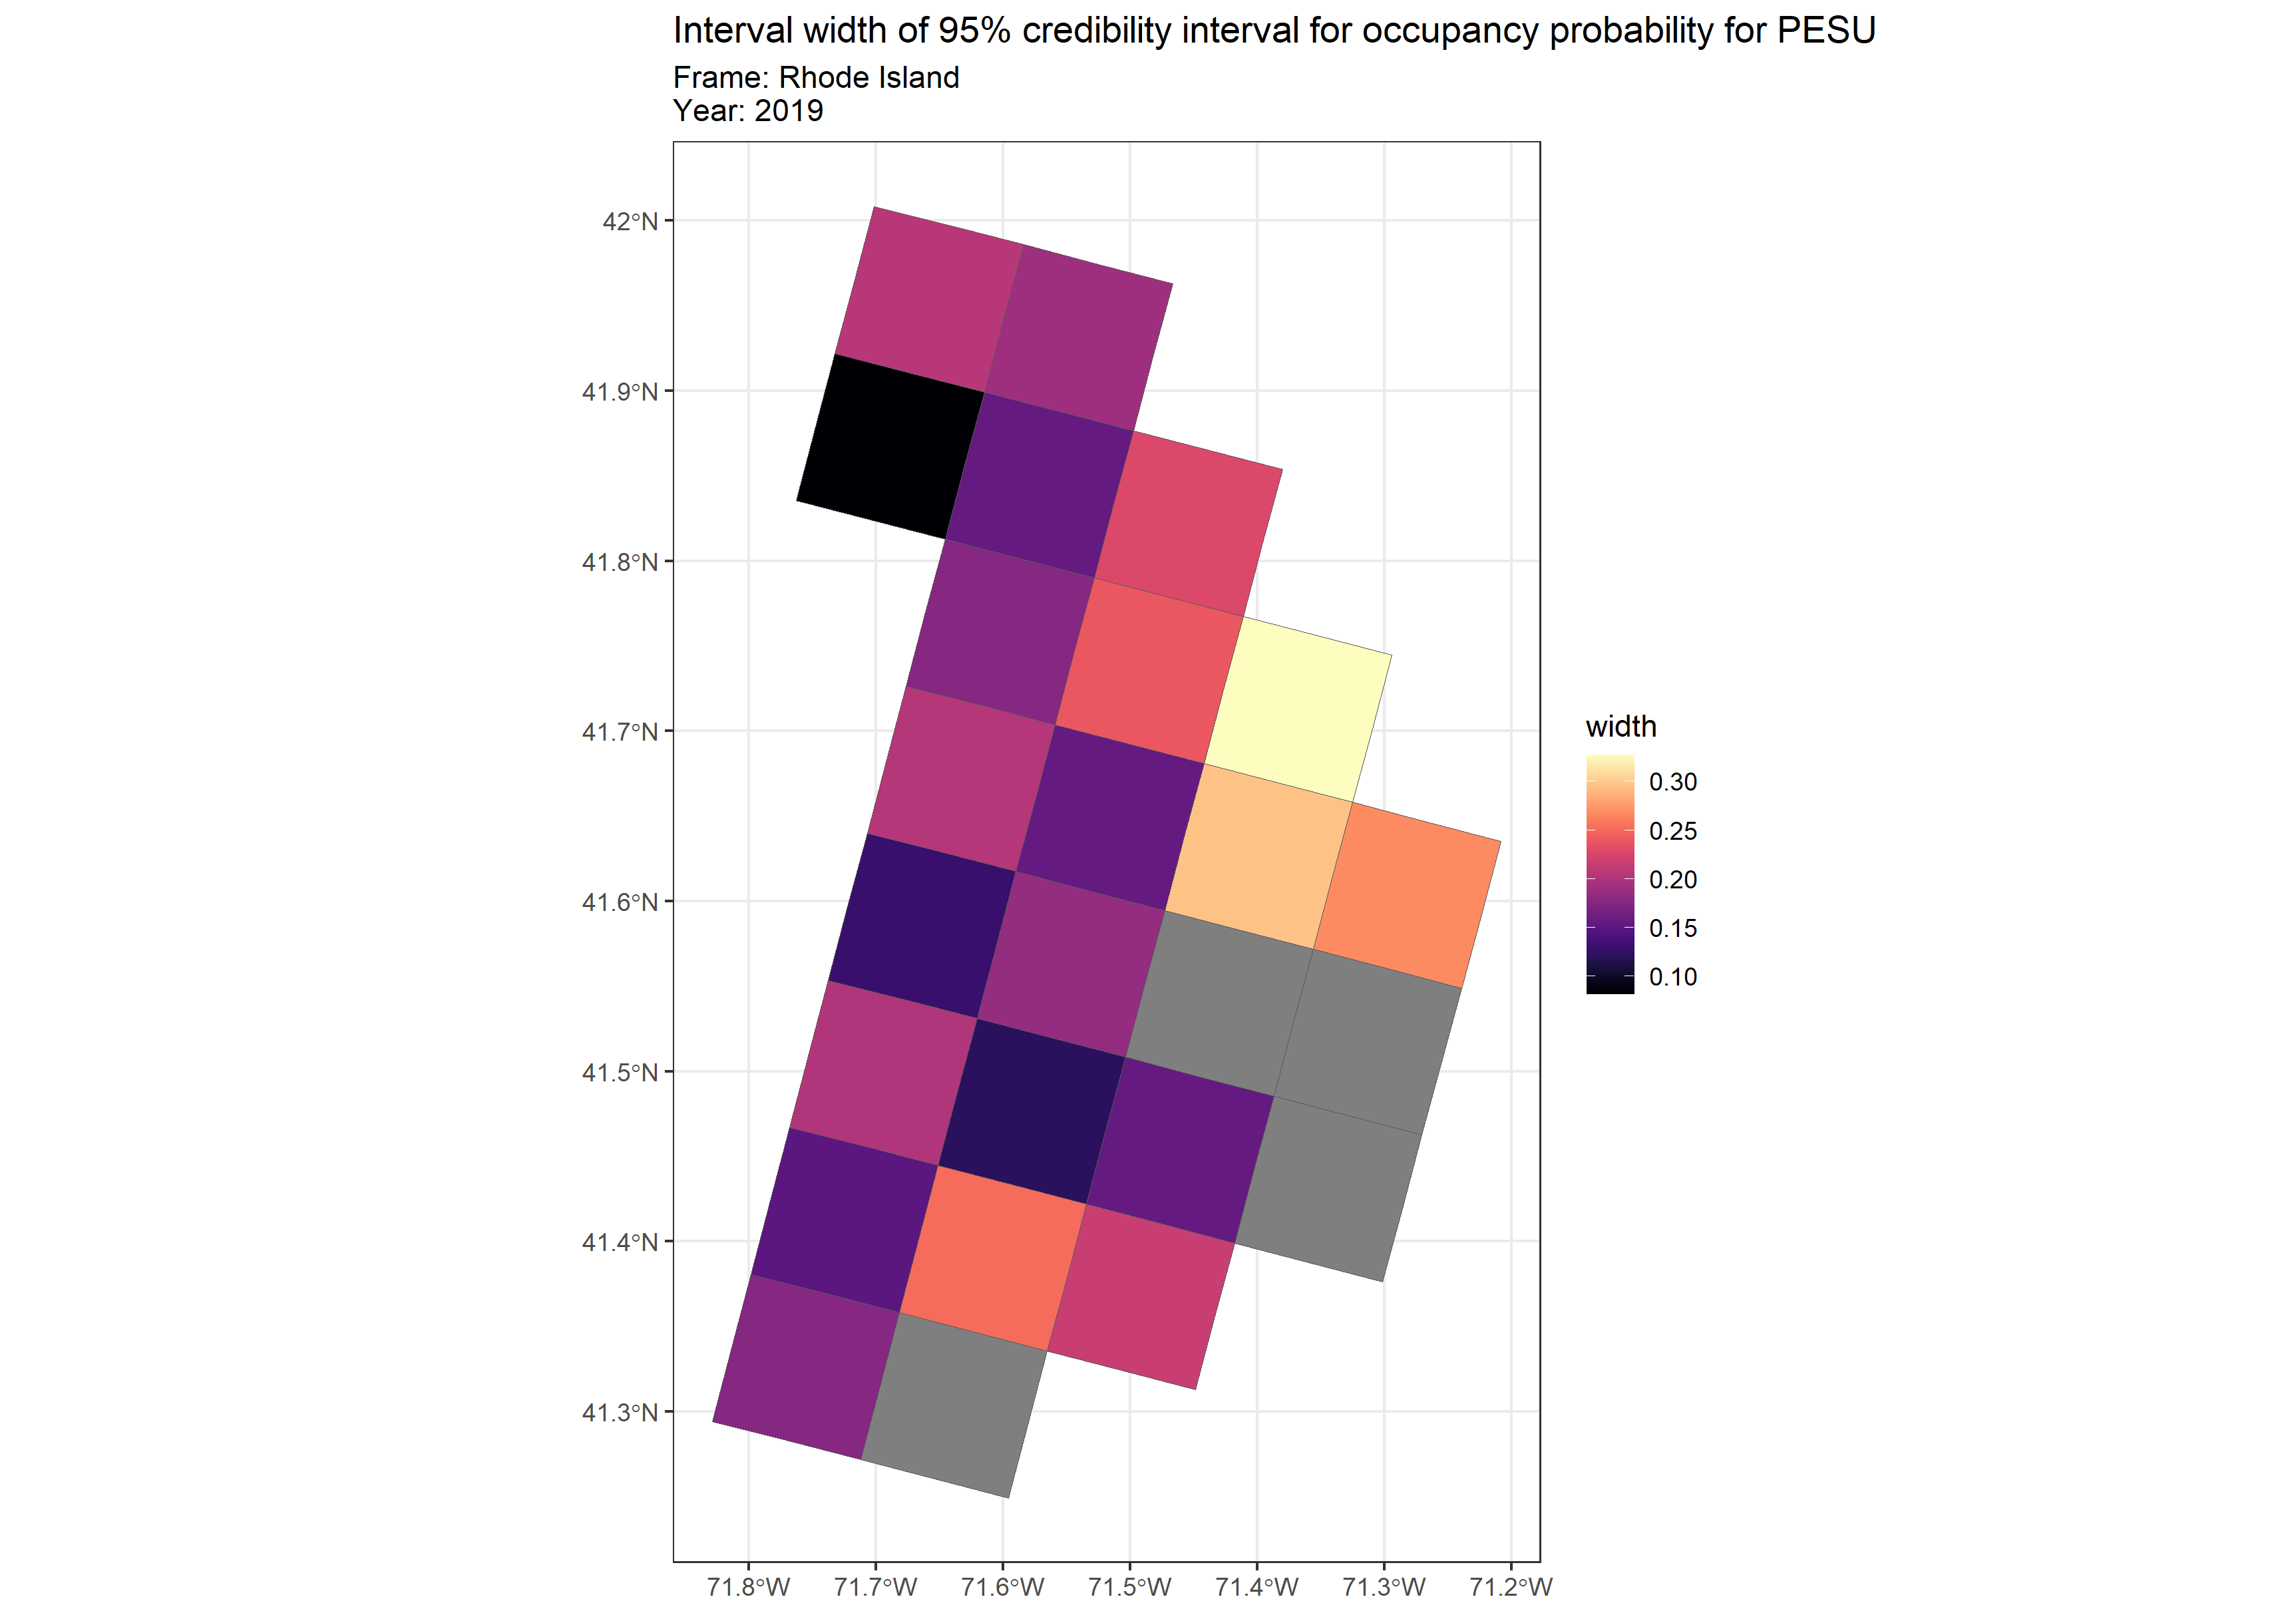 Interval width of 95% credibility interval for occupancy probability for PESU
Frame: Rhode Island
Year: 2019
42°N
41.9°N
41.8°N
41.7°N
41.6°N
41.5°N
41.4°N
41.3°N
71.8°W 71.7°W 71.6°W 71.5°W 71.4°W 71.3°W 71.2°W
width
0.30
0.25
0.20
0.15
0.10